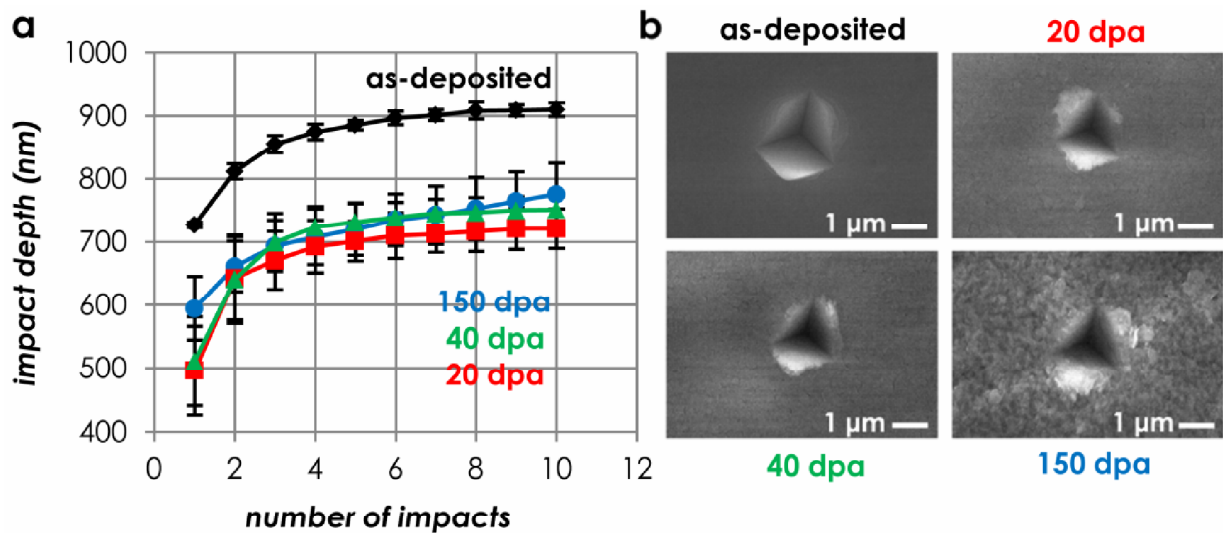 a
1000
900
800
700
600
500
400
0
2
4
6
8
10
12
impact depth (nm)
number of impacts
as-deposited
150 dpa
40 dpa
20 dpa
b
as-deposited
20 dpa
1 µm
1 µm
1 µm
1 µm
40 dpa
150 dpa